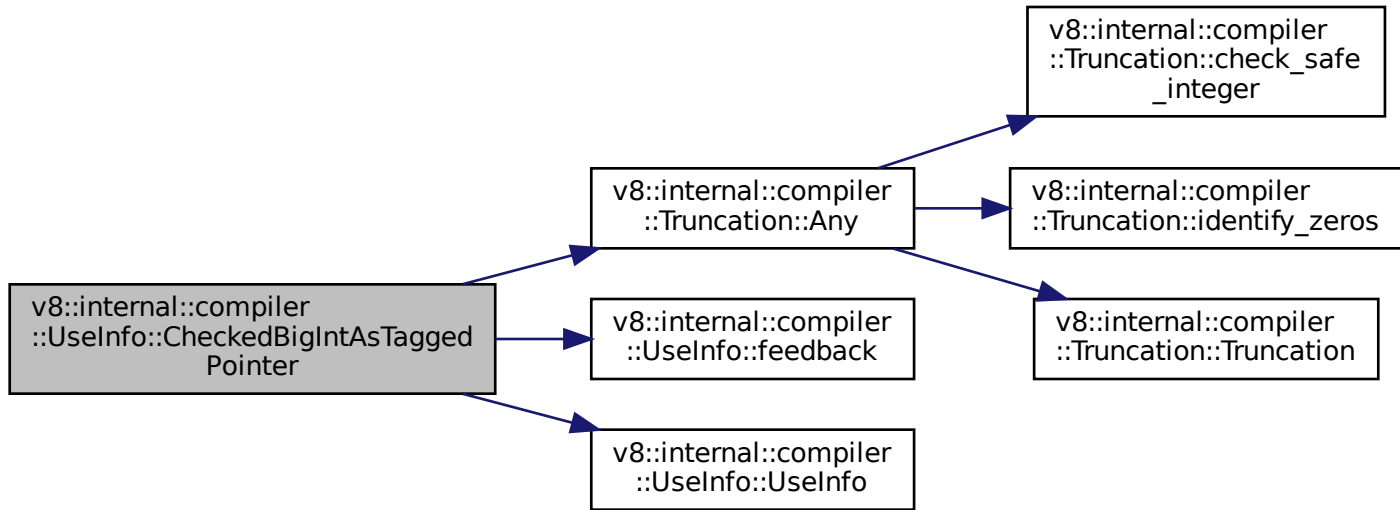 v8::internal::compiler
::UseInfo::CheckedBigIntAsTagged
Pointer
v8::internal::compiler
::Truncation::Any
v8::internal::compiler
::UseInfo::feedback
v8::internal::compiler
::UseInfo::UseInfo
v8::internal::compiler
::Truncation::check_safe
_integer
v8::internal::compiler
::Truncation::identify_zeros
v8::internal::compiler
::Truncation::Truncation